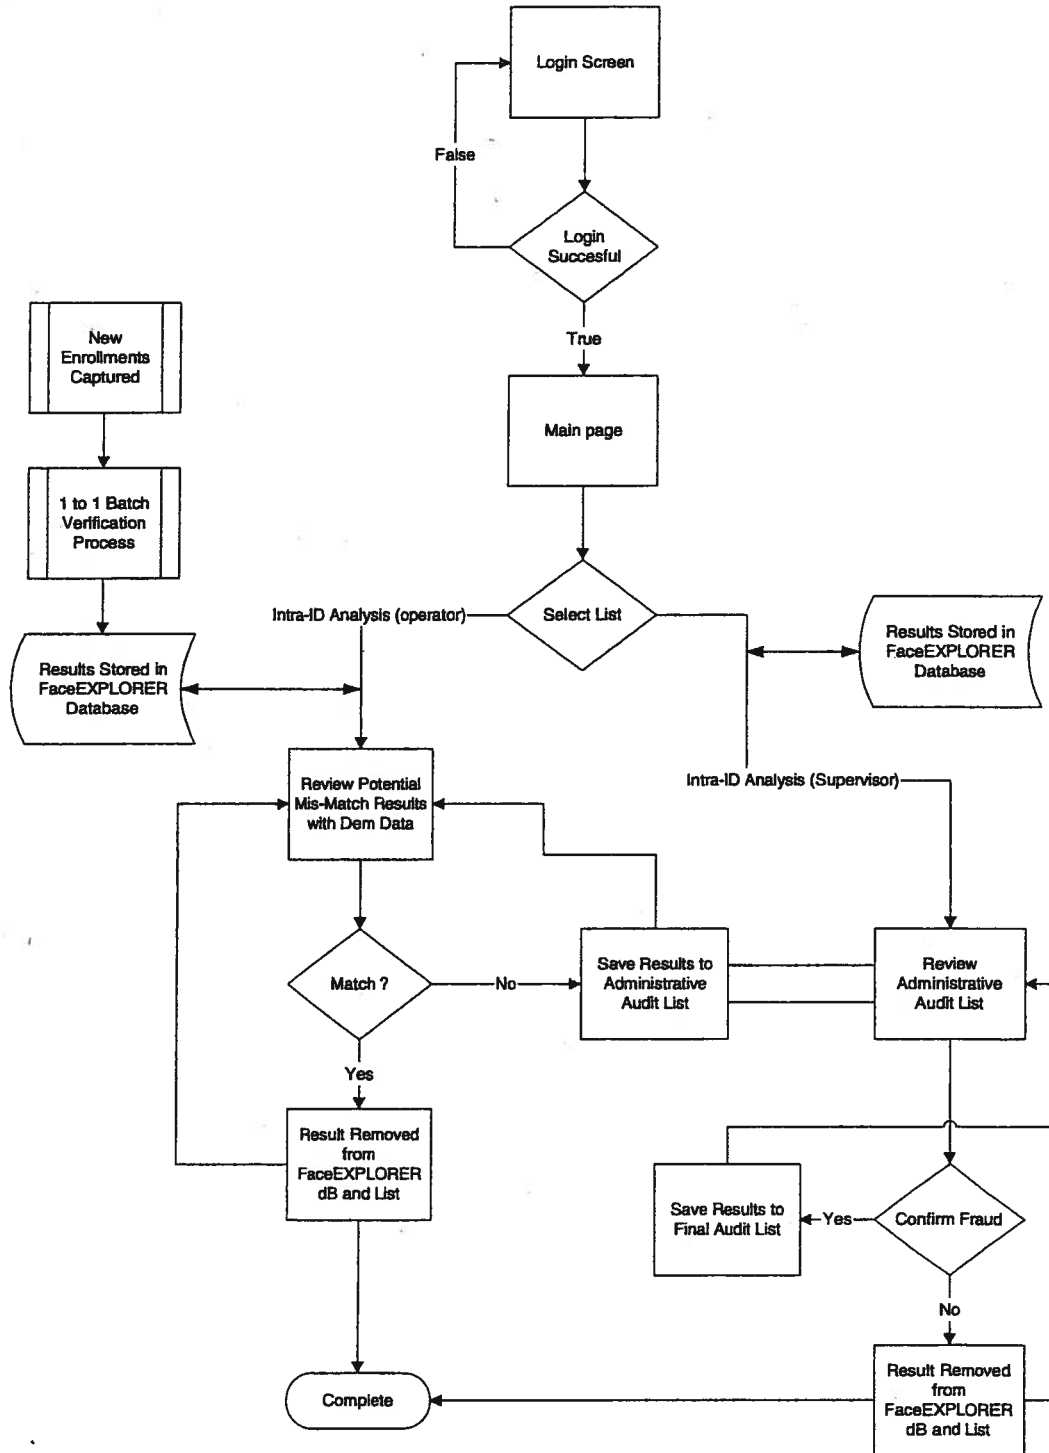 Login Screen
False
Login
Succesful
True
New
Enrollments
Captured
Main page
1 to 1 Batch
Verification
Process
Intra-ID Analysis (operator)
Select List
Results Stored in
FaceEXPLORER
Database
Results Stored in
FaceEXPLORER
Database
Review Potential
Mis-Match Results
with Dem Data
Intra-ID Analysis (Supervisor)
Match ?
No
Save Results to
Administrative
Audit List
Review
Administrative
Audit List
Yes
Result Removed
from
FaceEXPLORER
dB and List
Save Results to
Final Audit List
Yes
Confirm Fraud
No
Complete
Result Removed
from
FaceEXPLORER
dB and List